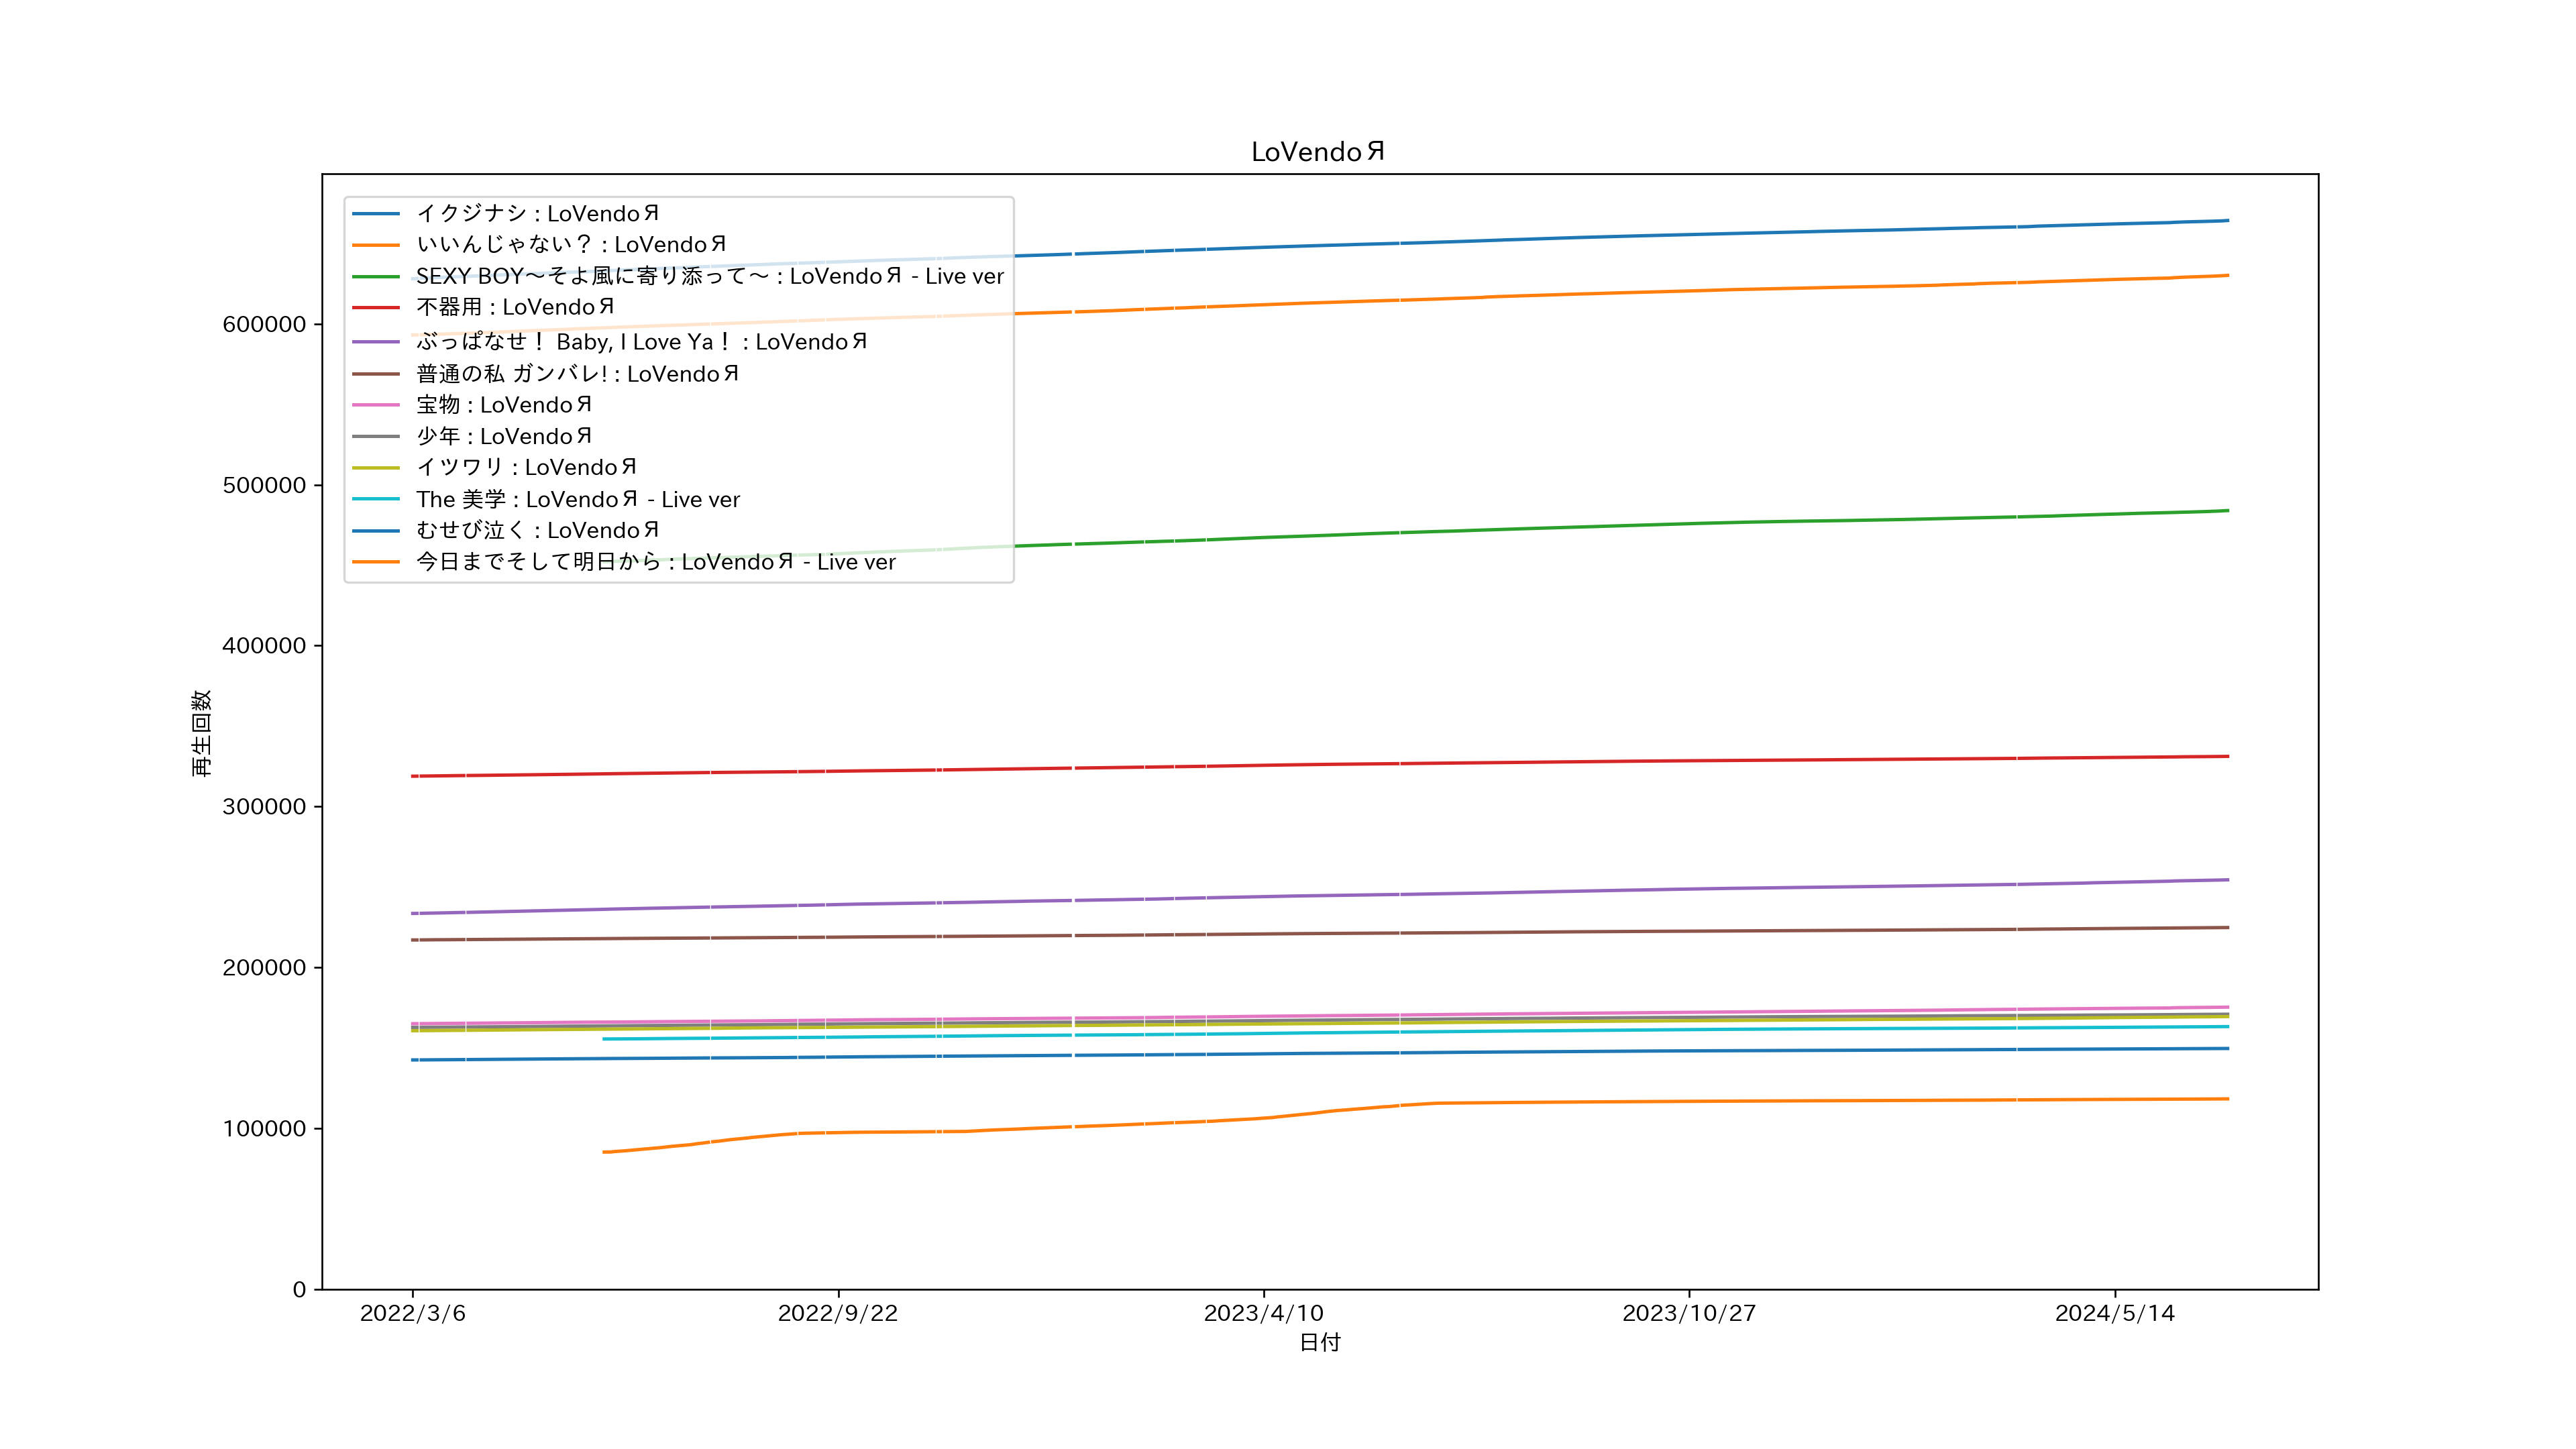 LoVendoЯ
イクジナシ : LoVendoЯ
いいんじゃない？ : LoVendoЯ
SEXY BOY～そよ風に寄り添って～ : LoVendoЯ - Live ver
不器用 : LoVendoЯ
ぶっぱなせ！ Baby, I Love Ya！ : LoVendoЯ
普通の私 ガンバレ! : LoVendoЯ
宝物 : LoVendoЯ
少年 : LoVendoЯ
イツワリ : LoVendoЯ
The 美学 : LoVendoЯ - Live ver
むせび泣く : LoVendoЯ
今日までそして明日から : LoVendoЯ - Live ver
600000
500000
400000
300000
200000
100000
0
再生回数
2022/3/6
2022/9/22
2023/4/10
2023/10/27
2024/5/14
日付